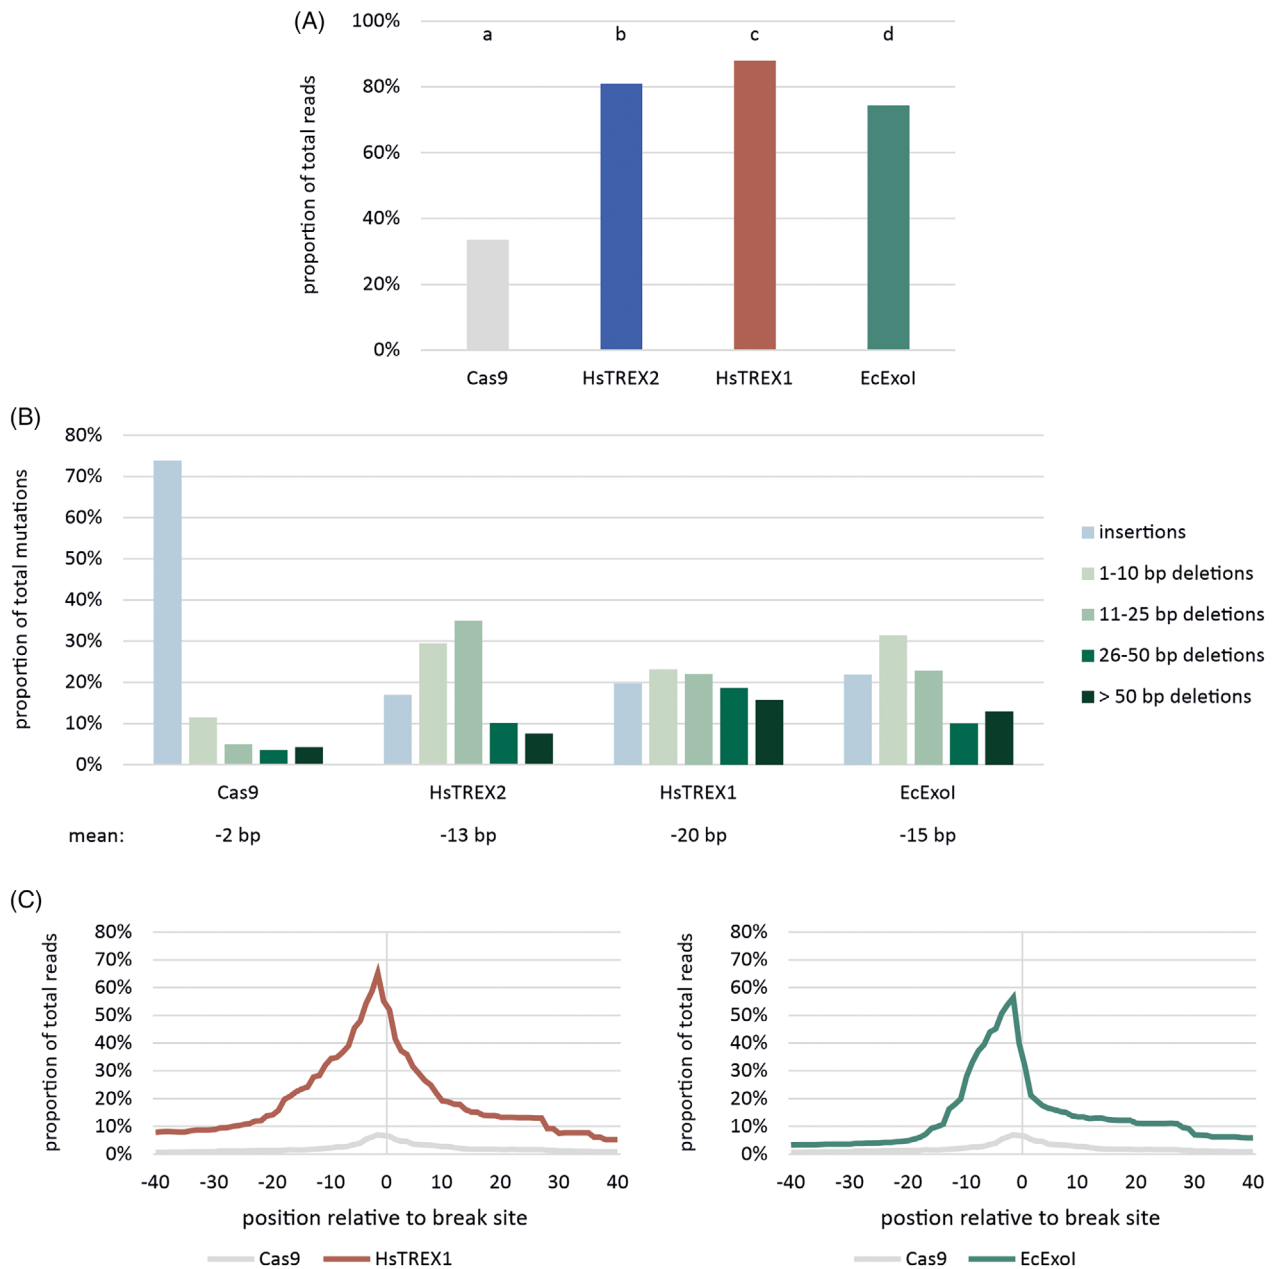 (A)
100%
a b c d
80%
60%
40%
20%
0%
proportion of total reads
Cas9 HsTREX2 HsTREX1 EcExoI
(B)
80%
70%
60%
50%
40%
30%
20%
10%
0%
proportion of total mutations
insertions
1-10 bp deletions
11-25 bp deletions
26-50 bp deletions
> 50 bp deletions
Cas9 HsTREX2 HsTREX1 EcExoI
mean: -2 bp -13 bp -20 bp -15 bp
(C)
80%
70%
60%
50%
40%
30%
20%
10%
0%
proportion of total reads
-40 -30 -20 -10 0 10 20 30 40
position relative to break site
Cas9 HsTREX1
80%
70%
60%
50%
40%
30%
20%
10%
0%
proportion of total reads
-40 -30 -20 -10 0 10 20 30 40
postion relative to break site
Cas9 EcExoI